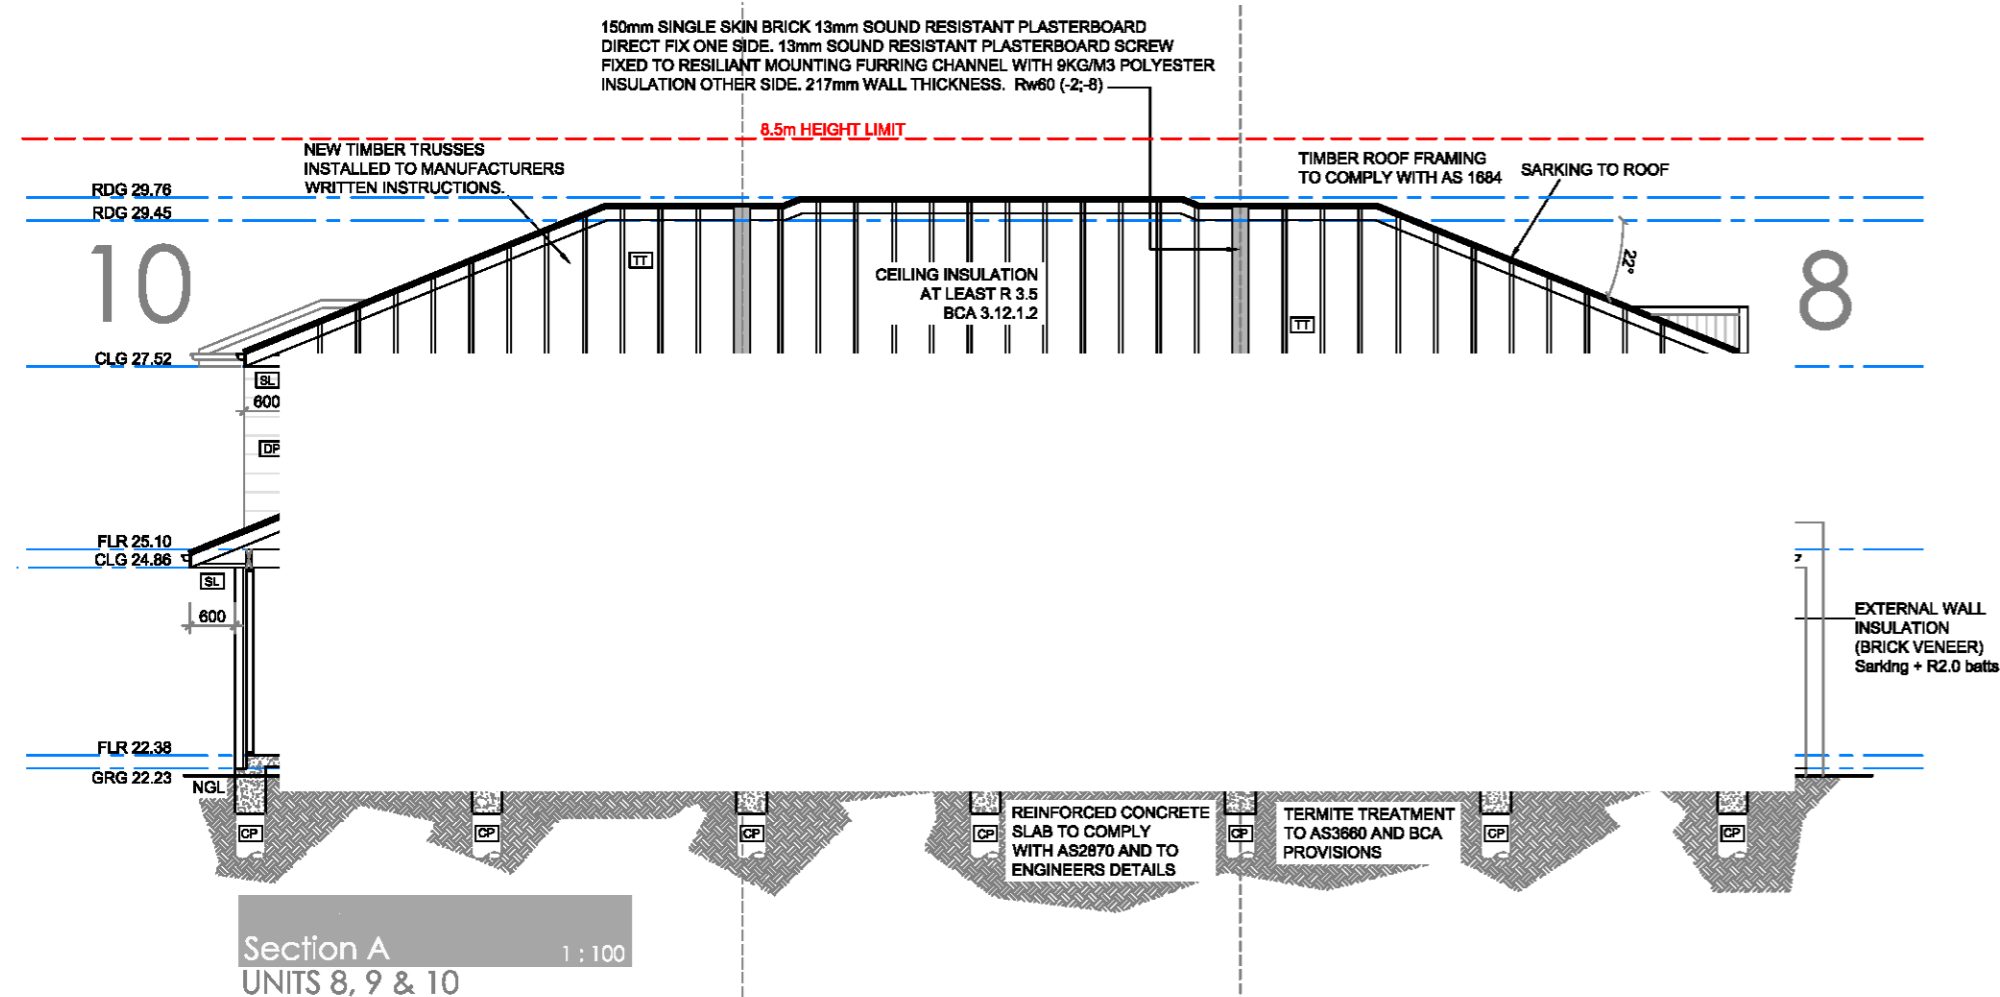 150mm SINGLE SKIN BRICK 13mm SOUND RESISTANT PLASTERBOARD
DIRECT FIX ONE SIDE. 13mm SOUND RESISTANT PLASTERBOARD SCREW
FIXED TO RESILIANT MOUNTING FURRING CHANNEL WITH 9KG/M3 POLYESTER
INSULATION OTHER SIDE. 217mm WALL THICKNESS. Rw60 (-2;-8)
8.5m HEIGHT LIMIT
NEW TIMBER TRUSSES
INSTALLED TO MANUFACTURERS
WRITTEN INSTRUCTIONS.
TIMBER ROOF FRAMING
TO COMPLY WITH AS 1684
SARKING TO ROOF
RDG 29.76
RDG 29.45
10
8
TT
22°
CEILING INSULATION
AT LEAST R 3.5
BCA 3.12.1.2
TT
CLG 27.52
SL
600
DP
FLR 25.10
CLG 24.86
SL
600
EXTERNAL WALL
INSULATION
(BRICK VENEER)
Sarking + R2.0 batts
FLR 22.38
GRG 22.23
NGL
CP
CP
CP
CP
CP
CP
CP
REINFORCED CONCRETE
SLAB TO COMPLY
WITH AS2870 AND TO
ENGINEERS DETAILS
TERMITE TREATMENT
TO AS3660 AND BCA
PROVISIONS
Section A 1 : 100
UNITS 8, 9 & 10